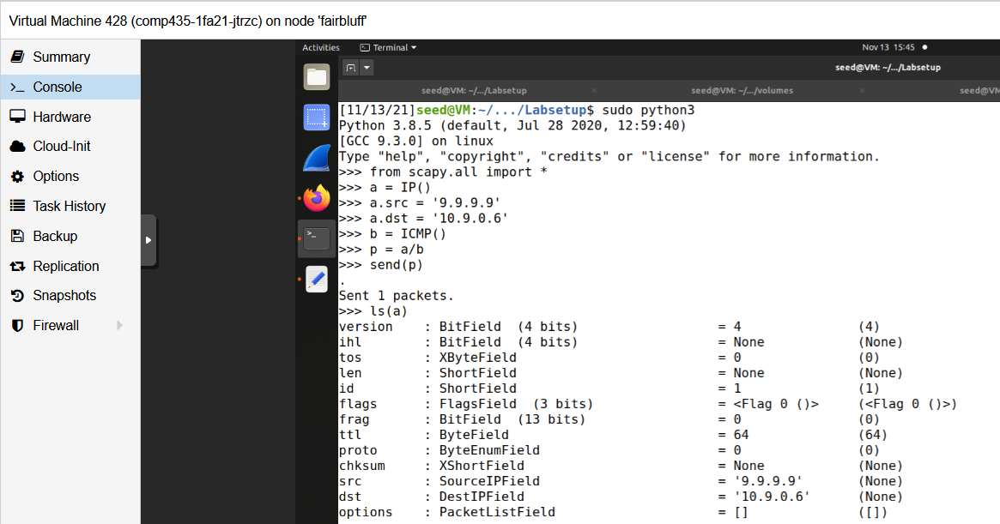 Virtual Machine 428 (comp435-1fa21-jtrzc) on node 'fairbluff'
Summary
Console
Hardware
Cloud-Init
Options
Task History
Backup
Replication
Snapshots
Firewall
Activities Terminal Nov 13 15:45
seed@VM: ~/.../Labsetup
seed@VM: ~/.../Labsetup × seed@VM: ~/.../volumes × seed@VM
[11/13/21]seed@VM:~/.../Labsetup$ sudo python3
Python 3.8.5 (default, Jul 28 2020, 12:59:40)
[GCC 9.3.0] on linux
Type "help", "copyright", "credits" or "license" for more information.
>>> from scapy.all import *
>>> a = IP()
>>> a.src = '9.9.9.9'
>>> a.dst = '10.9.0.6'
>>> b = ICMP()
>>> p = a/b
>>> send(p)
.
Sent 1 packets.
>>> ls(a)
version : BitField (4 bits) = 4 (4)
ihl : BitField (4 bits) = None (None)
tos : XByteField = 0 (0)
len : ShortField = None (None)
id : ShortField = 1 (1)
flags : FlagsField (3 bits) = <Flag 0 ()> (<Flag 0 ()>)
frag : BitField (13 bits) = 0 (0)
ttl : ByteField = 64 (64)
proto : ByteEnumField = 0 (0)
chksum : XShortField = None (None)
src : SourceIPField = '9.9.9.9' (None)
dst : DestIPField = '10.9.0.6' (None)
options : PacketListField = [] ([])